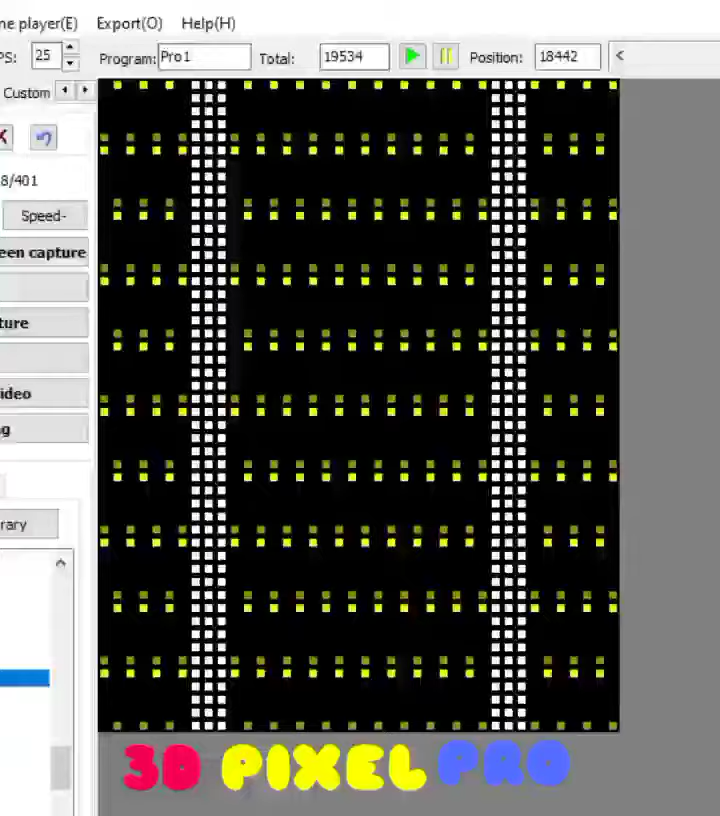 ne player(E) Export(O) Help(H)
PS: 25 Program: Pro1 Total: 19534 Position: 18442 <
Custom
8/401
Speed-
een capture
ture
ideo
g
rary
3D PIXEL PRO